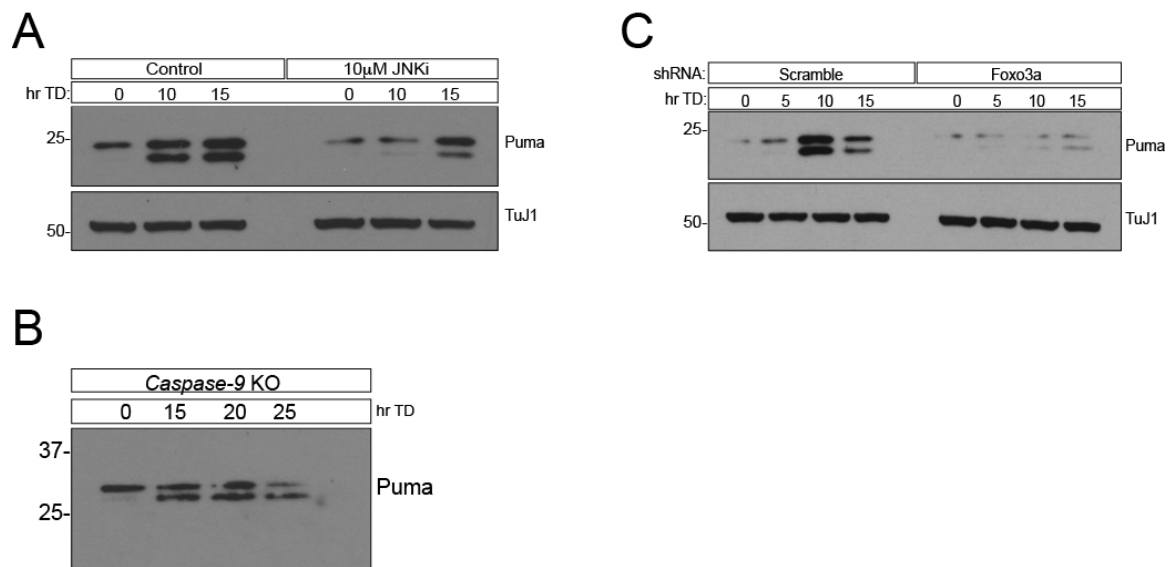 A
Control 10μM JNKi
hr TD: 0 10 15 0 10 15
25-
Puma
50-
TuJ1
B
Caspase-9 KO
0 15 20 25 hr TD
37-
25-
Puma
C
shRNA: Scramble Foxo3a
hr TD: 0 5 10 15 0 5 10 15
25-
Puma
50-
TuJ1